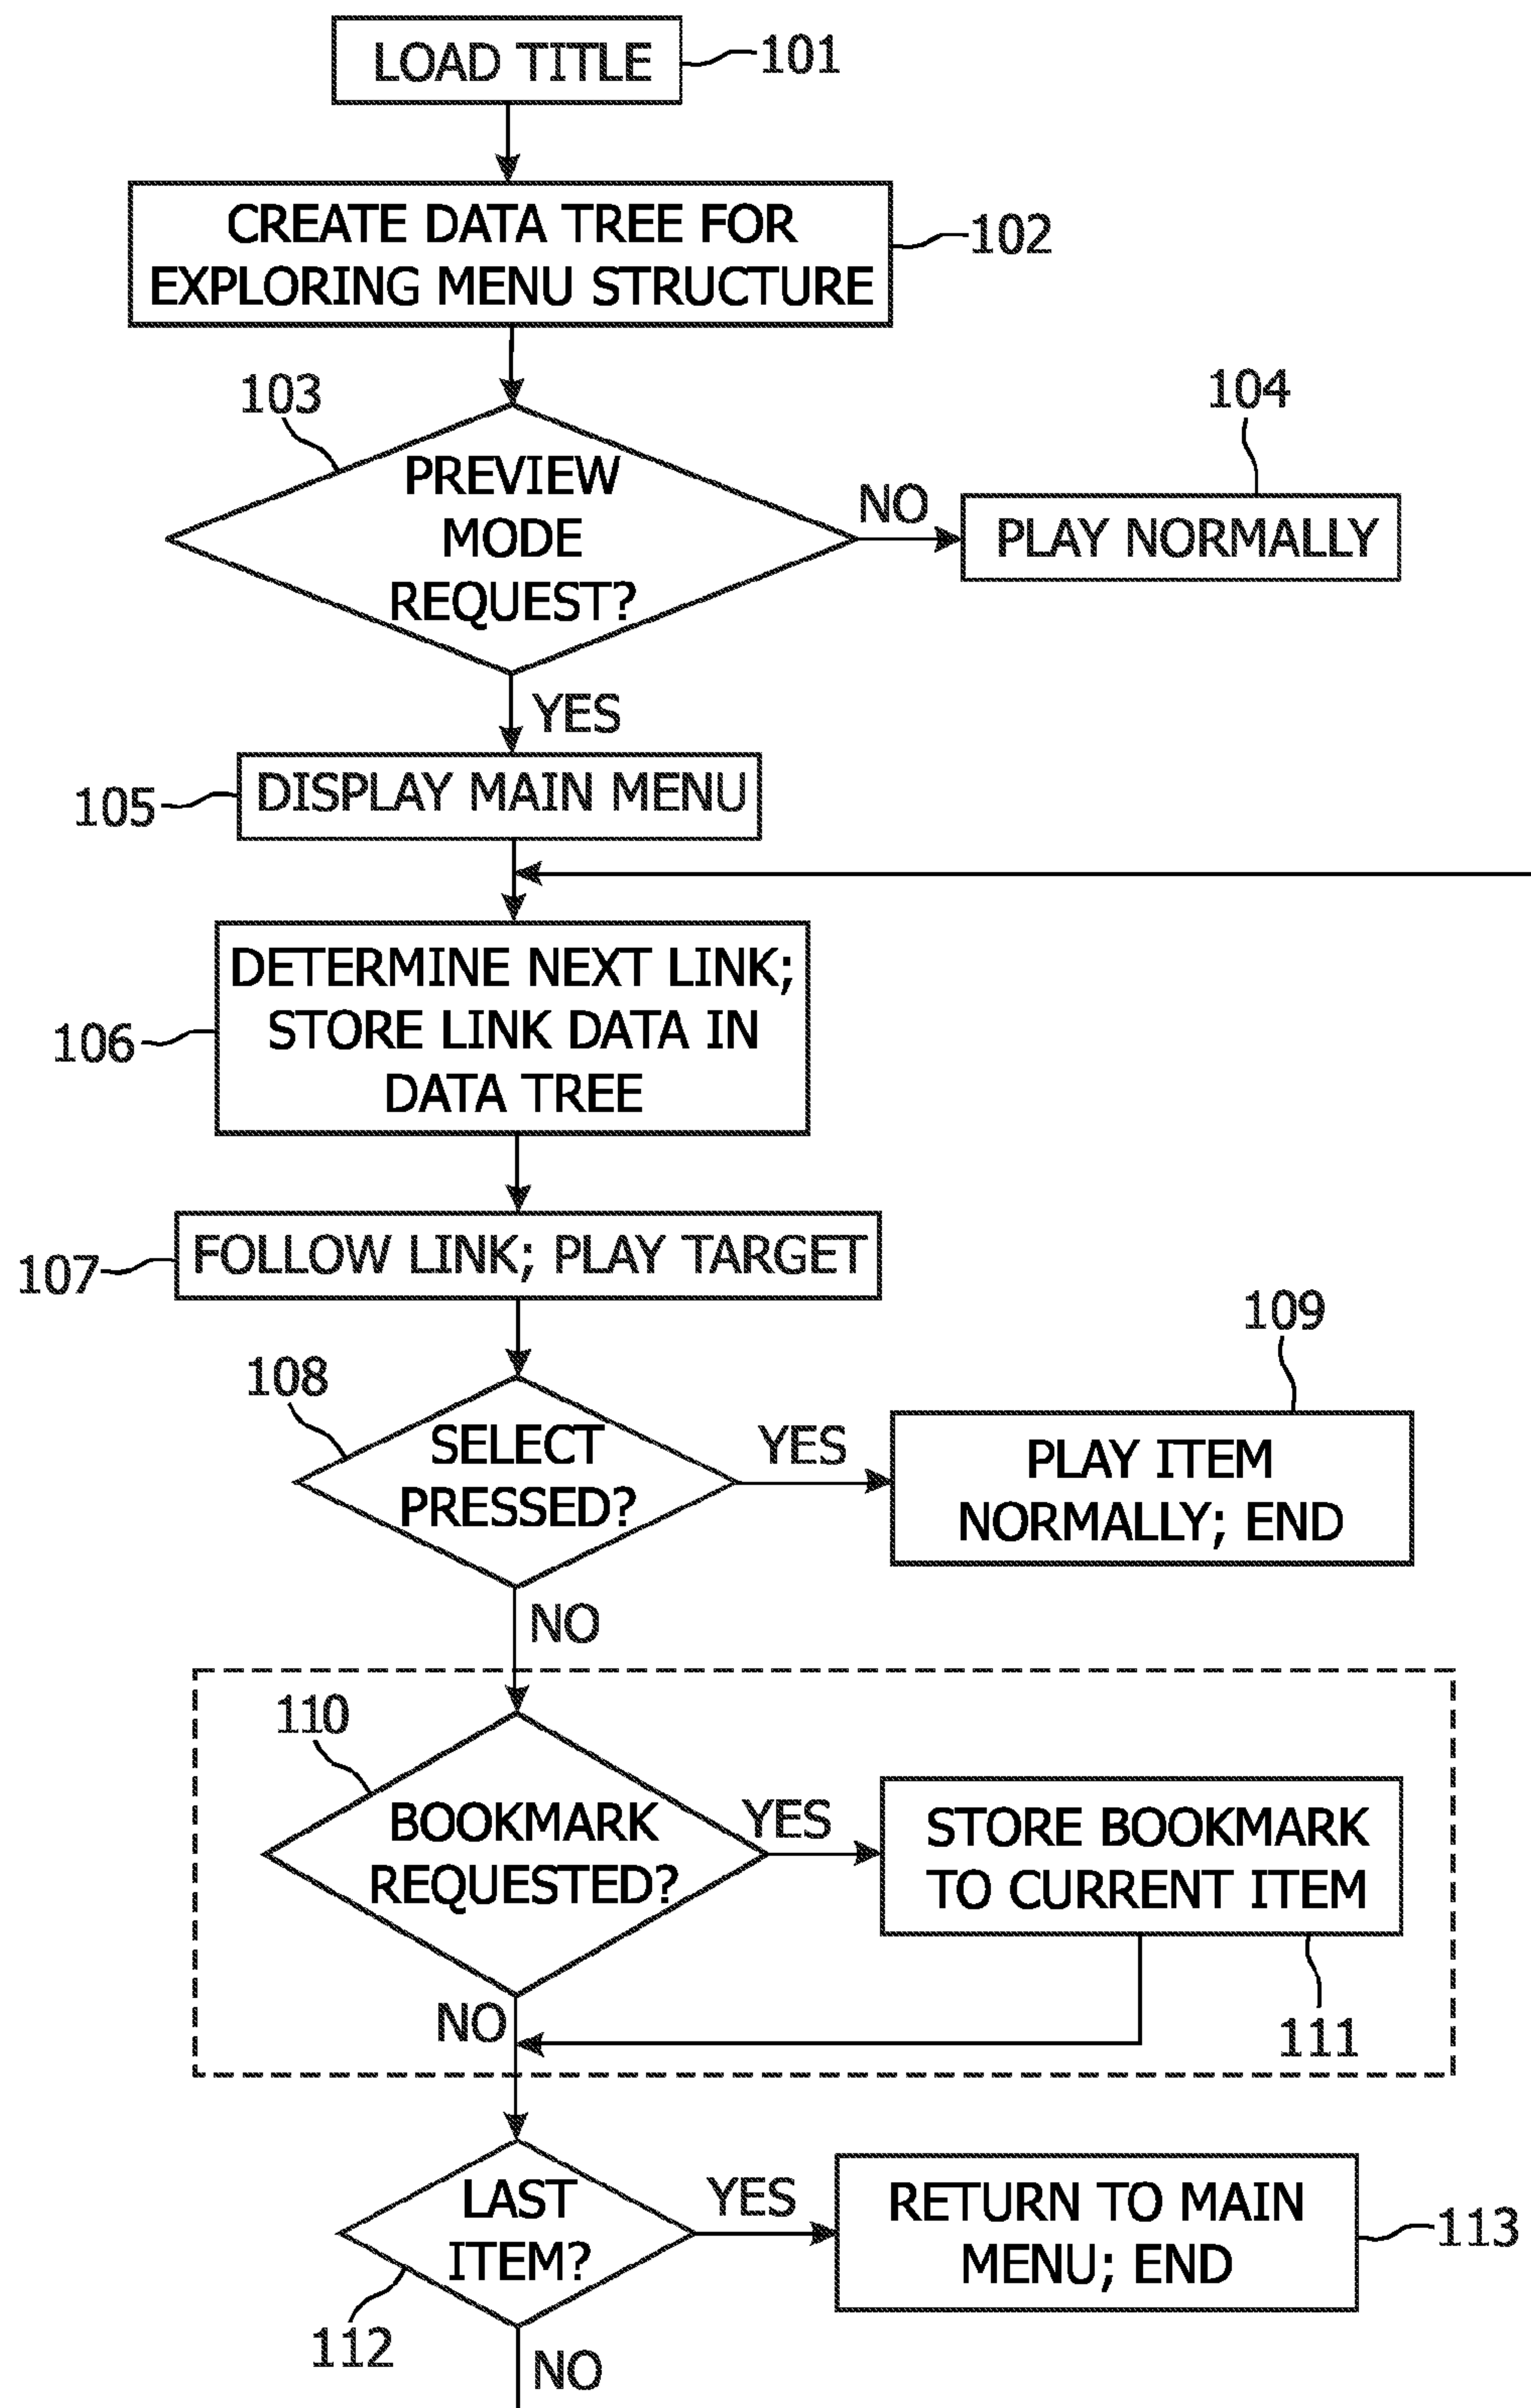 LOAD TITLE
101
CREATE DATA TREE FOR
EXPLORING MENU STRUCTURE
102
103
PREVIEW
MODE
REQUEST?
NO
104
PLAY NORMALLY
YES
105
DISPLAY MAIN MENU
106
DETERMINE NEXT LINK;
STORE LINK DATA IN
DATA TREE
107
FOLLOW LINK; PLAY TARGET
108
SELECT
PRESSED?
YES
109
PLAY ITEM
NORMALLY; END
NO
110
BOOKMARK
REQUESTED?
YES
STORE BOOKMARK
TO CURRENT ITEM
111
NO
LAST
ITEM?
112
YES
RETURN TO MAIN
MENU; END
113
NO